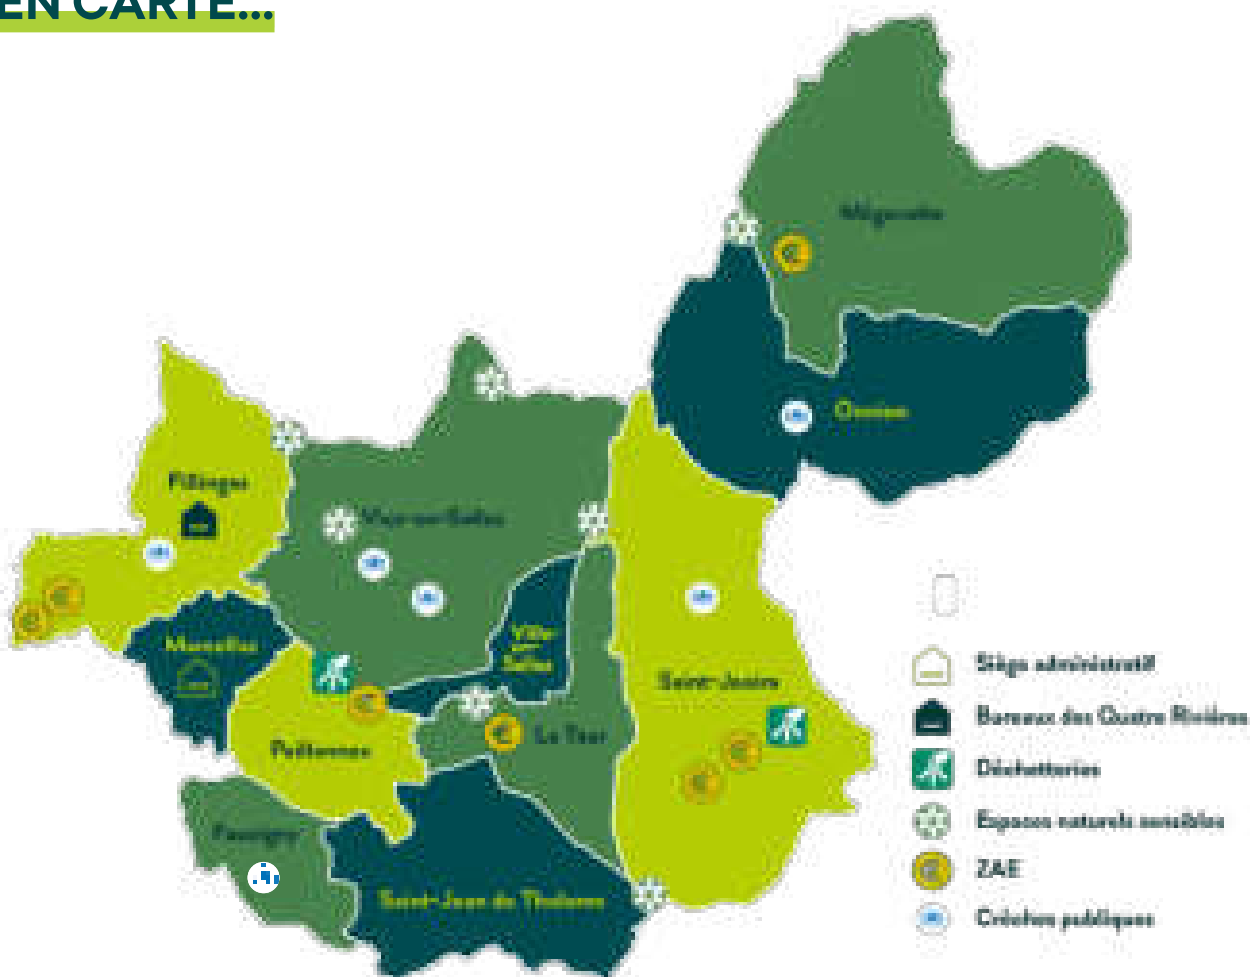 EN CARTE...
Mégevette
Onnion
Fillinges
Viuz-en-Sallaz
Ville-
en-
Sallaz
Marcellaz
Saint-Jeoire
Peillonnex
La Tour
Faucigny
Saint-Jean de Tholome
Siège administratif
Bureaux des Quatre Rivières
Déchetteries
Espaces naturels sensibles
ZAE
Crèches publiques